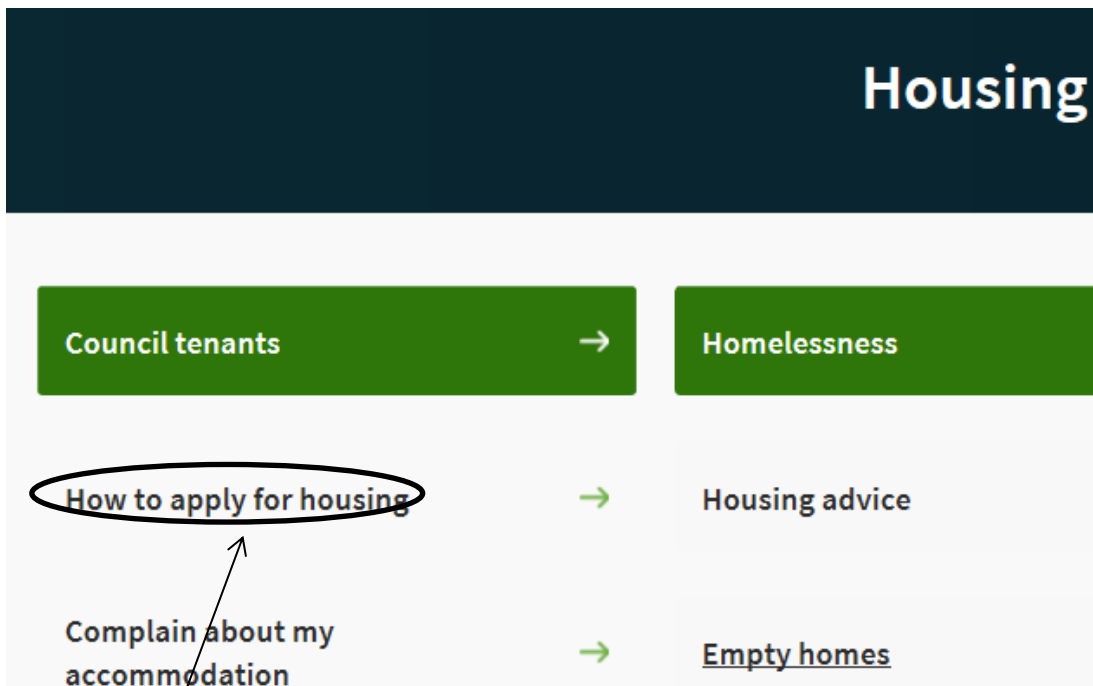 Housing
Council tenants
Homelessness
How to apply for housing
Housing advice
Complain about my
accommodation
Empty homes